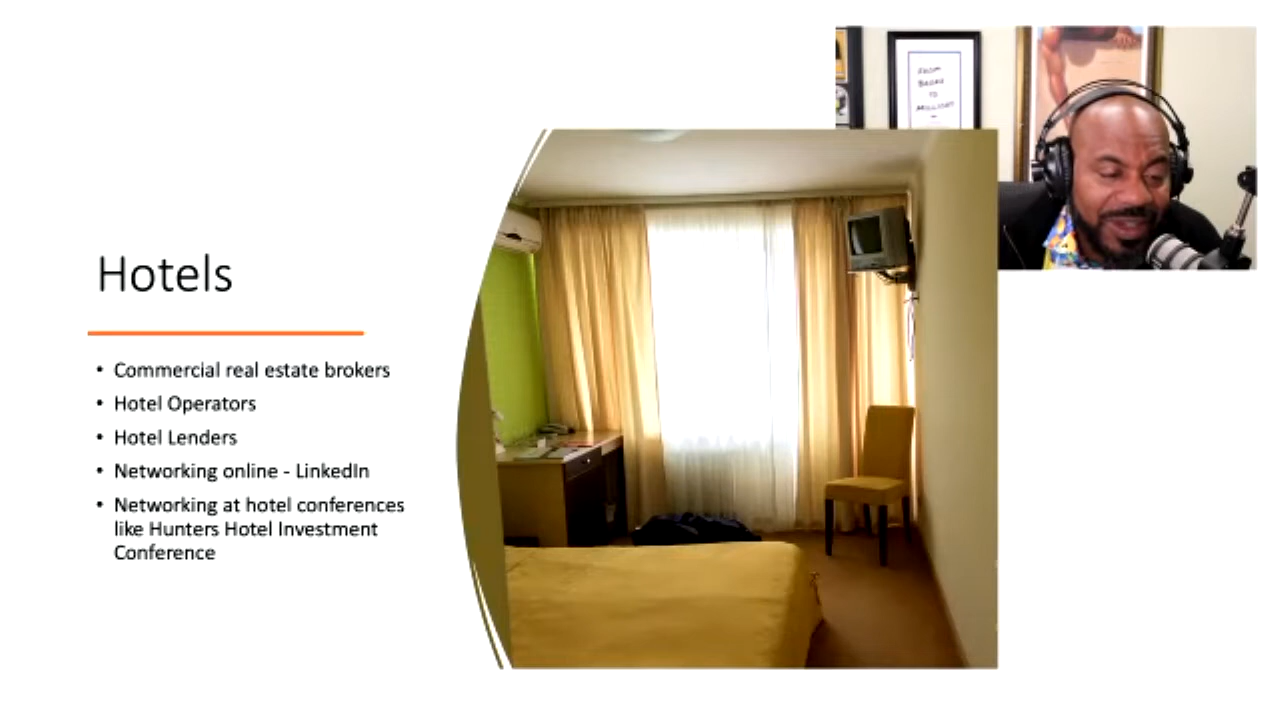 FROM
BROKE
TO
Hotels
• Commercial real estate brokers
• Hotel Operators
• Hotel Lenders
• Networking online - LinkedIn
• Networking at hotel conferences
like Hunters Hotel Investment
Conference